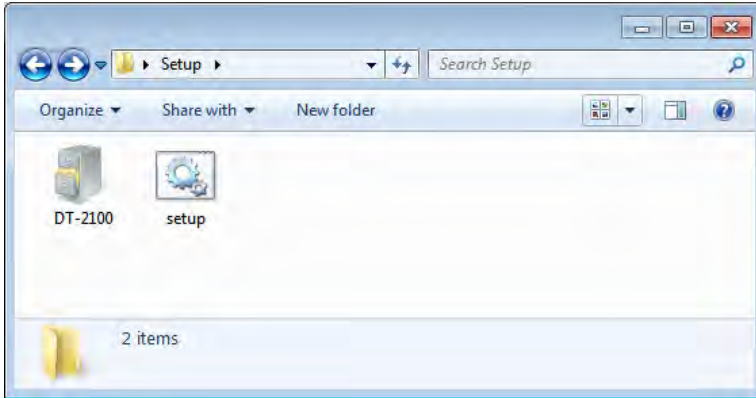 Setup
Search Setup
Organize
Share with
New folder
DT-2100
setup
2 items